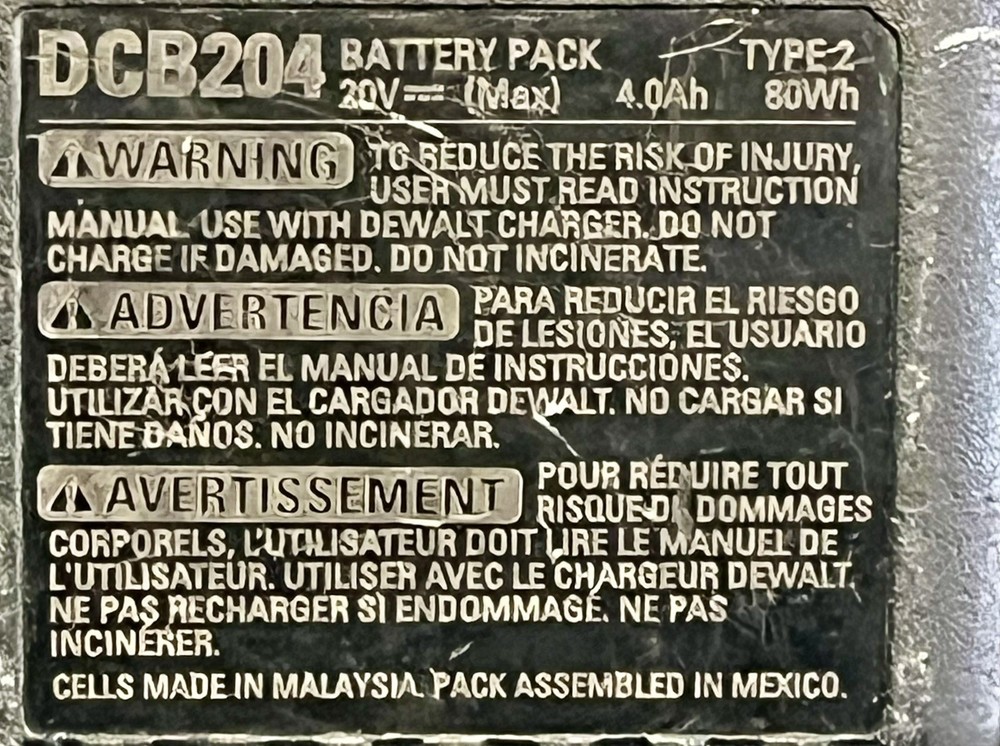 DCB204 BATTERY PACK TYPE 2
20V⎓ (Max) 4.0Ah 80Wh
⚠WARNING TO REDUCE THE RISK OF INJURY,
USER MUST READ INSTRUCTION
MANUAL. USE WITH DEWALT CHARGER. DO NOT
CHARGE IF DAMAGED. DO NOT INCINERATE.
⚠ADVERTENCIA PARA REDUCIR EL RIESGO
DE LESIONES, EL USUARIO
DEBERÁ LEER EL MANUAL DE INSTRUCCIONES.
UTILIZAR CON EL CARGADOR DEWALT. NO CARGAR SI
TIENE DAÑOS. NO INCINERAR.
⚠AVERTISSEMENT POUR RÉDUIRE TOUT
RISQUE DE DOMMAGES
CORPORELS, L'UTILISATEUR DOIT LIRE LE MANUEL DE
L'UTILISATEUR. UTILISER AVEC LE CHARGEUR DEWALT.
NE PAS RECHARGER SI ENDOMMAGÉ. NE PAS
INCINÉRER.
CELLS MADE IN MALAYSIA. PACK ASSEMBLED IN MEXICO.